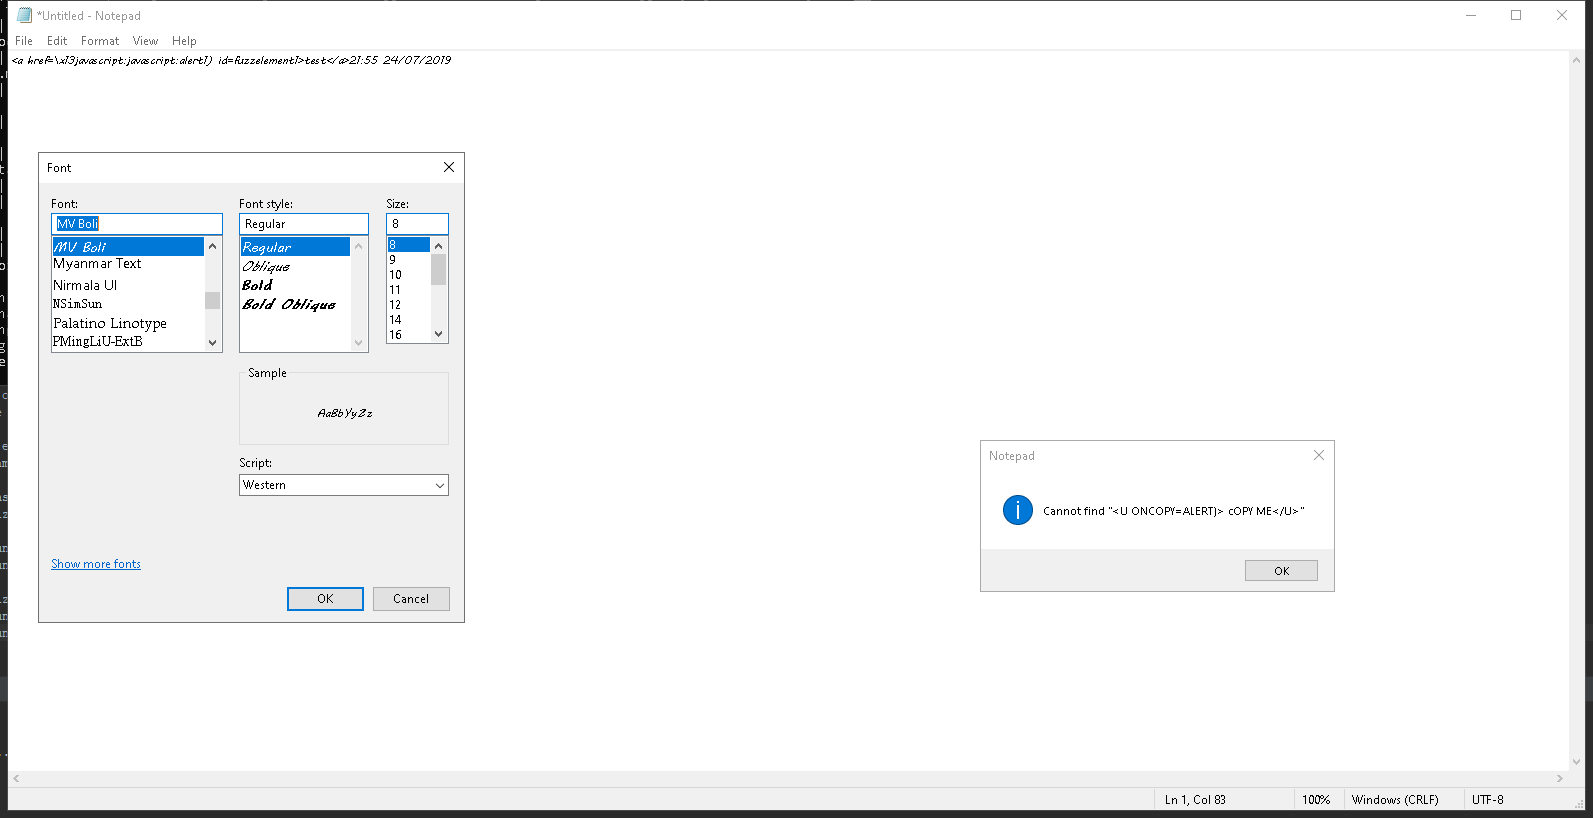 *Untitled - Notepad
File Edit Format View Help
<a href=\x13javascript:javascript:alert1) id=fuzzelement1>test</a>21:55 24/07/2019
Font
Font: Font style: Size:
MV Boli Regular 8
MV Boli Regular 8
Myanmar Text Oblique 9
Nirmala UI Bold 10
NSimSun Bold Oblique 11
Palatino Linotype 12
PMingLiU-ExtB 14
16
Sample
AaBbYyZz
Script:
Western
Show more fonts
OK Cancel
Notepad
Cannot find "<U ONCOPY=ALERT)> cOPY ME</U>"
OK
Ln 1, Col 83 100% Windows (CRLF) UTF-8